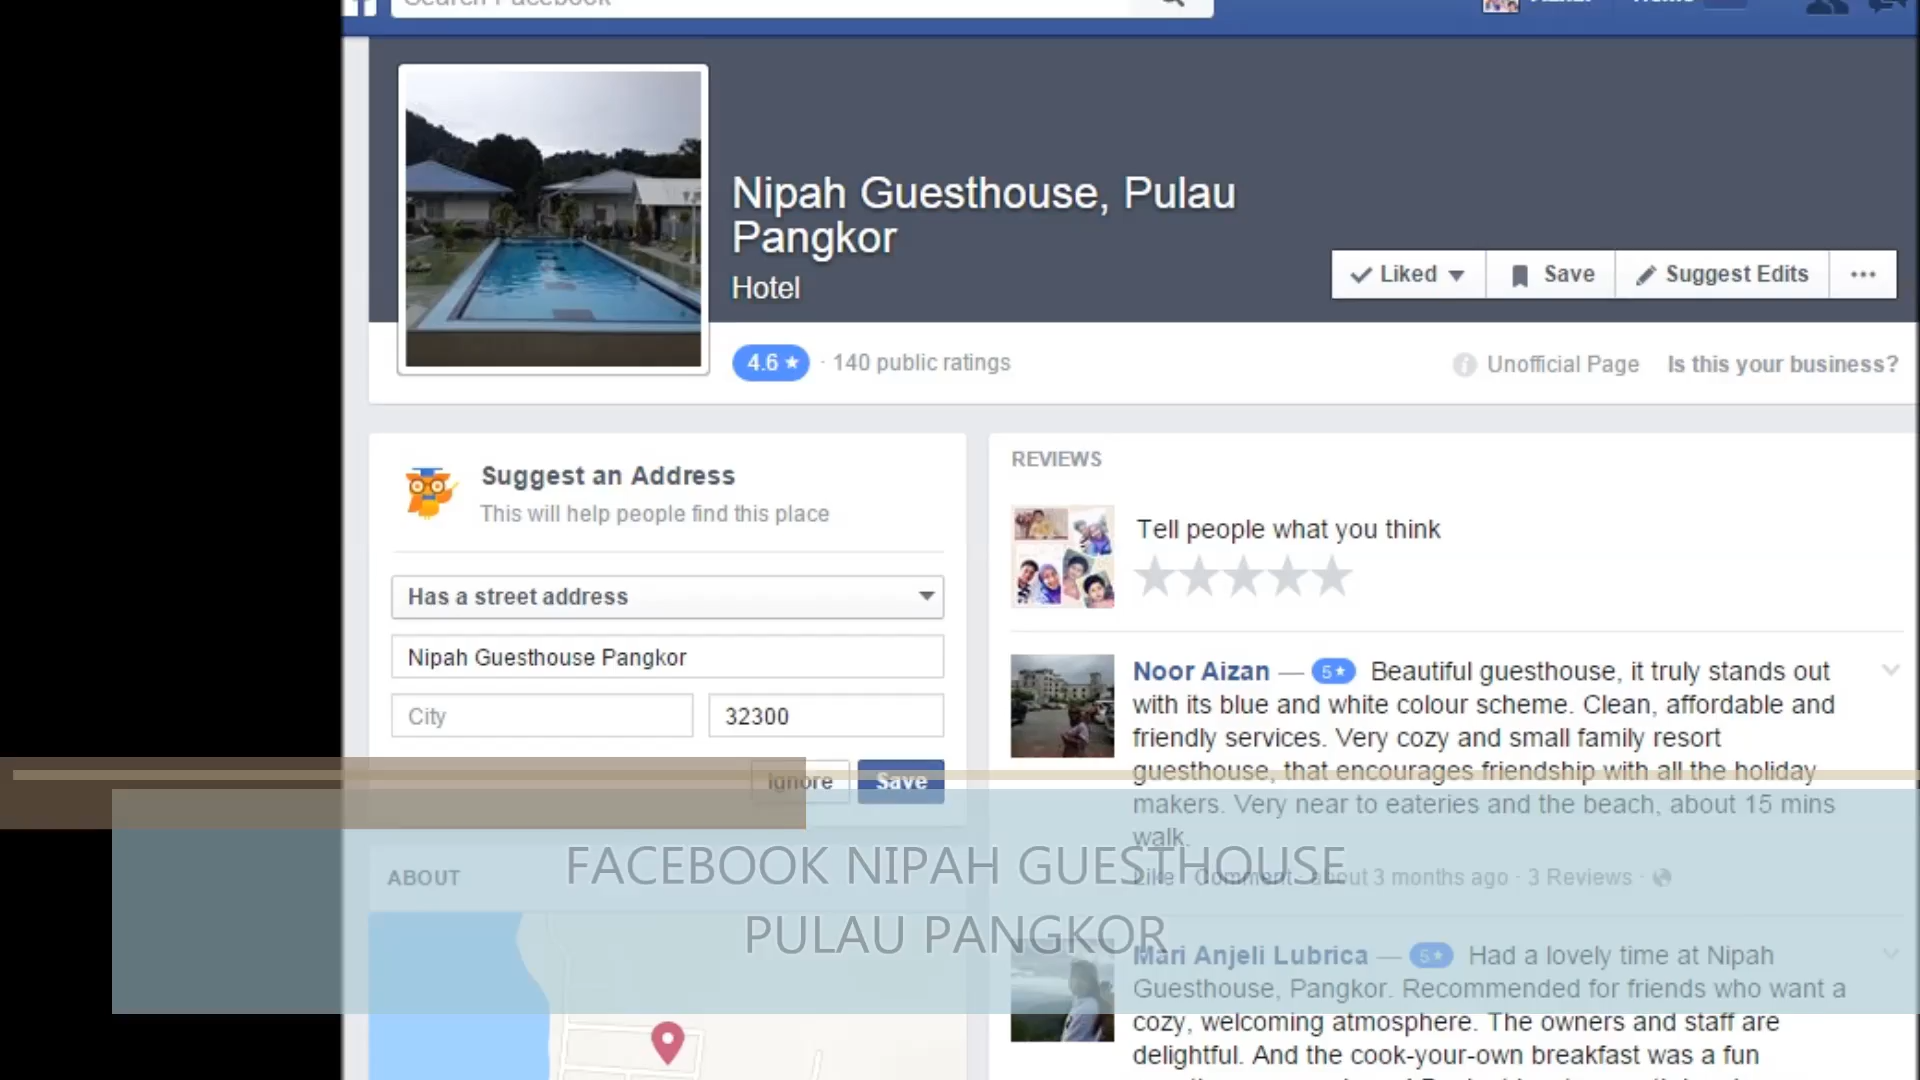 Nipah Guesthouse, Pulau
Pangkor
Hotel
Liked
Save
Suggest Edits
4.6 ★ · 140 public ratings
Unofficial Page
Is this your business?
Suggest an Address
This will help people find this place
Has a street address
Nipah Guesthouse Pangkor
City
32300
Ignore
Save
ABOUT
REVIEWS
Tell people what you think
Noor Aizan — 5★ Beautiful guesthouse, it truly stands out
with its blue and white colour scheme. Clean, affordable and
friendly services. Very cozy and small family resort
guesthouse, that encourages friendship with all the holiday
makers. Very near to eateries and the beach, about 15 mins
walk.
Like · Comment · about 3 months ago · 3 Reviews ·
Mari Anjeli Lubrica — 5★ Had a lovely time at Nipah
Guesthouse, Pangkor. Recommended for friends who want a
cozy, welcoming atmosphere. The owners and staff are
delightful. And the cook-your-own breakfast was a fun
FACEBOOK NIPAH GUESTHOUSE
PULAU PANGKOR